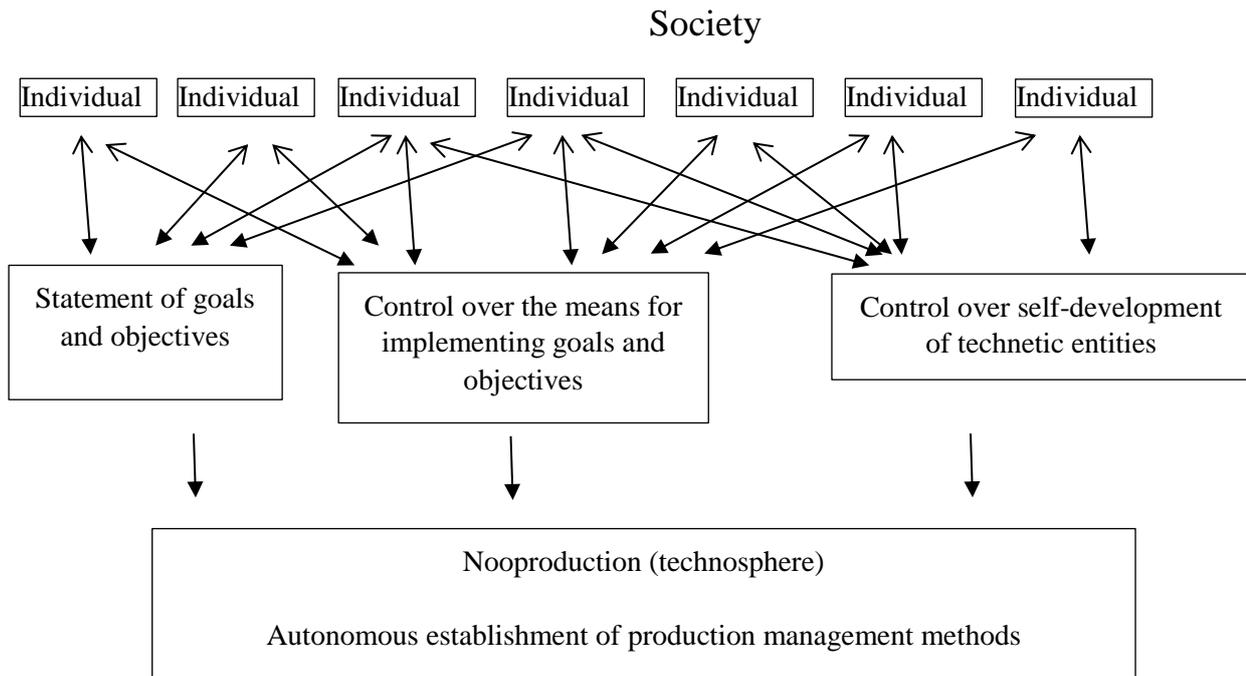 Society
Individual
Individual
Individual
Individual
Individual
Individual
Individual
Statement of goals
and objectives
Control over the means for
implementing goals and
objectives
Control over self-development
of technetic entities
Nooproduction (technosphere)
Autonomous establishment of production management methods